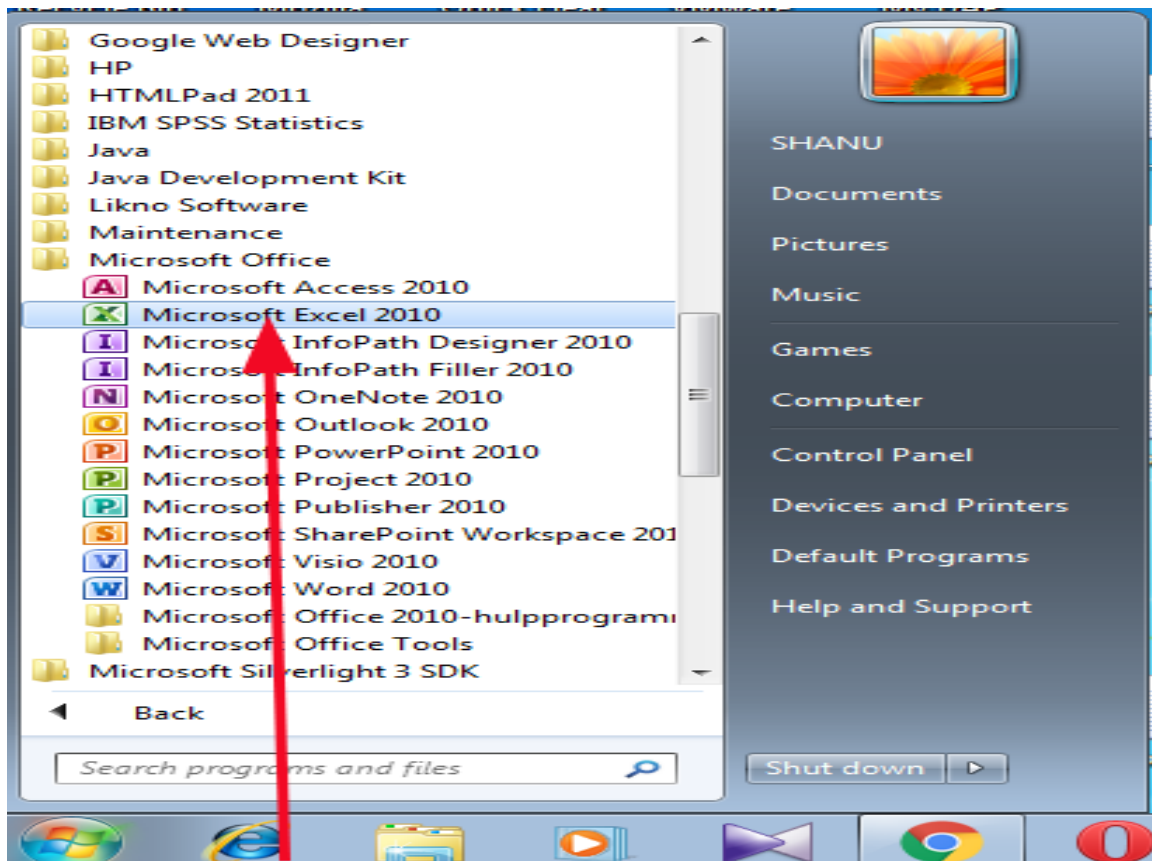 Google Web Designer
HP
HTMLPad 2011
IBM SPSS Statistics
Java
Java Development Kit
Likno Software
Maintenance
Microsoft Office
Microsoft Access 2010
Microsoft Excel 2010
Microsoft InfoPath Designer 2010
Microsoft InfoPath Filler 2010
Microsoft OneNote 2010
Microsoft Outlook 2010
Microsoft PowerPoint 2010
Microsoft Project 2010
Microsoft Publisher 2010
Microsoft SharePoint Workspace 201
Microsoft Visio 2010
Microsoft Word 2010
Microsoft Office 2010-hulpprogram
Microsoft Office Tools
Microsoft Silverlight 3 SDK
Back
Search programs and files
SHANU
Documents
Pictures
Music
Games
Computer
Control Panel
Devices and Printers
Default Programs
Help and Support
Shut down